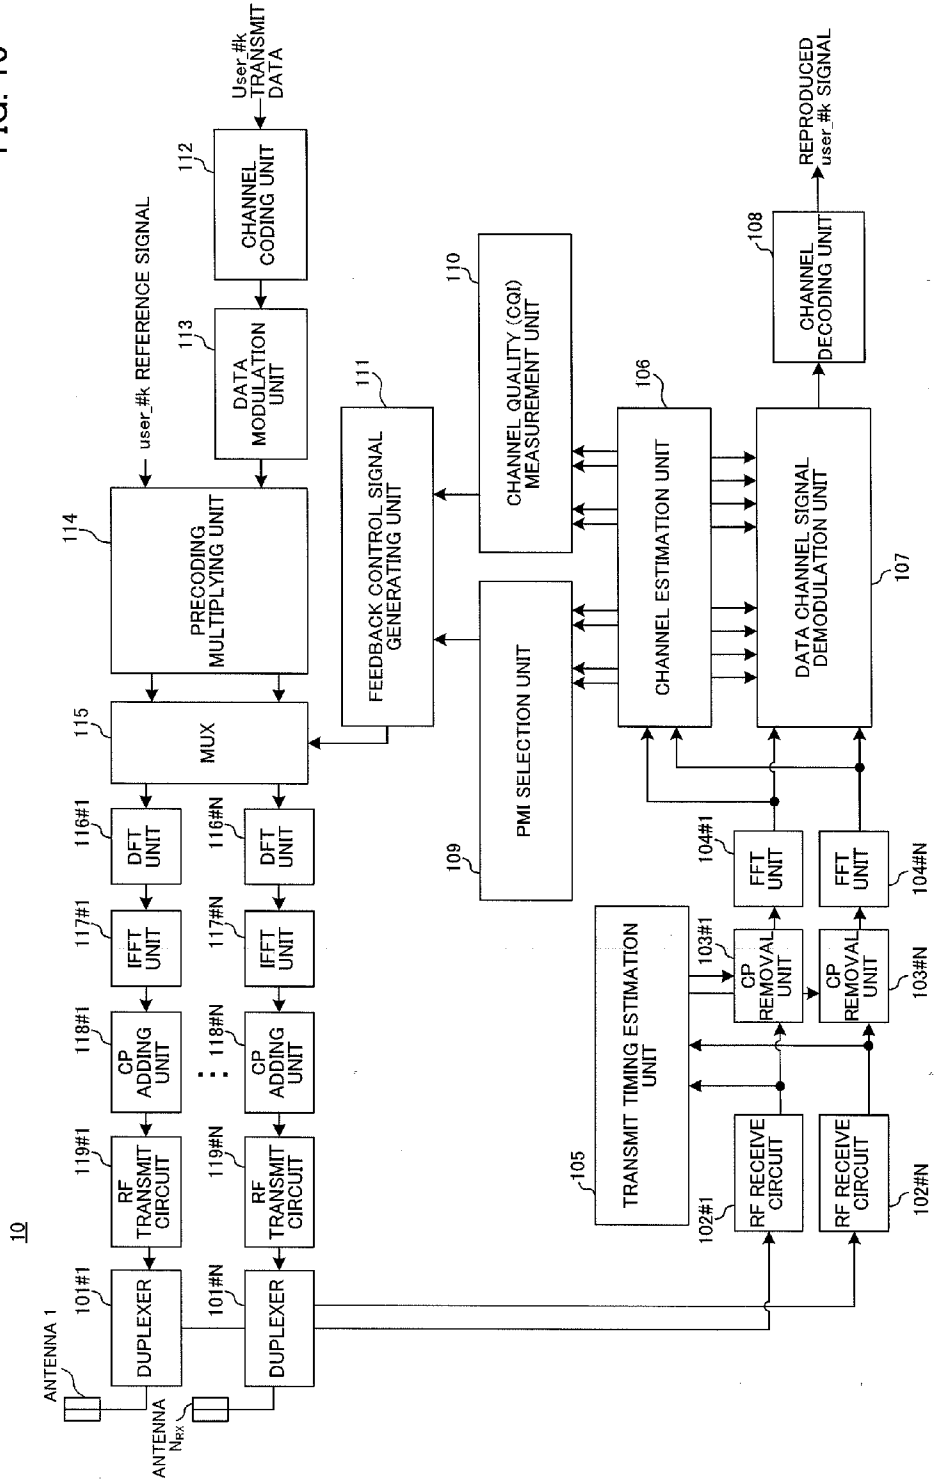 10
ANTENNA 1
101#1
DUPLEXER
119#1
RF
TRANSMIT
CIRCUIT
118#1
CP
ADDING
UNIT
117#1
IFFT
UNIT
116#1
DFT
UNIT
115
MUX
114
PRECODING
MULTIPLYING UNIT
user_#k REFERENCE SIGNAL
113
DATA
MODULATION
UNIT
112
CHANNEL
CODING UNIT
User_#k
TRANSMIT
DATA
ANTENNA
NRX
101#N
DUPLEXER
119#N
RF
TRANSMIT
CIRCUIT
118#N
CP
ADDING
UNIT
117#N
IFFT
UNIT
116#N
DFT
UNIT
111
FEEDBACK CONTROL SIGNAL
GENERATING UNIT
109
PMI SELECTION UNIT
110
CHANNEL QUALITY (CQI)
MEASUREMENT UNIT
105
TRANSMIT TIMING ESTIMATION
UNIT
106
CHANNEL ESTIMATION UNIT
102#1
RF RECEIVE
CIRCUIT
103#1
CP
REMOVAL
UNIT
104#1
FFT
UNIT
102#N
RF RECEIVE
CIRCUIT
103#N
CP
REMOVAL
UNIT
104#N
FFT
UNIT
DATA CHANNEL SIGNAL
DEMODULATION UNIT
107
108
CHANNEL
DECODING UNIT
REPRODUCED
user_#k SIGNAL